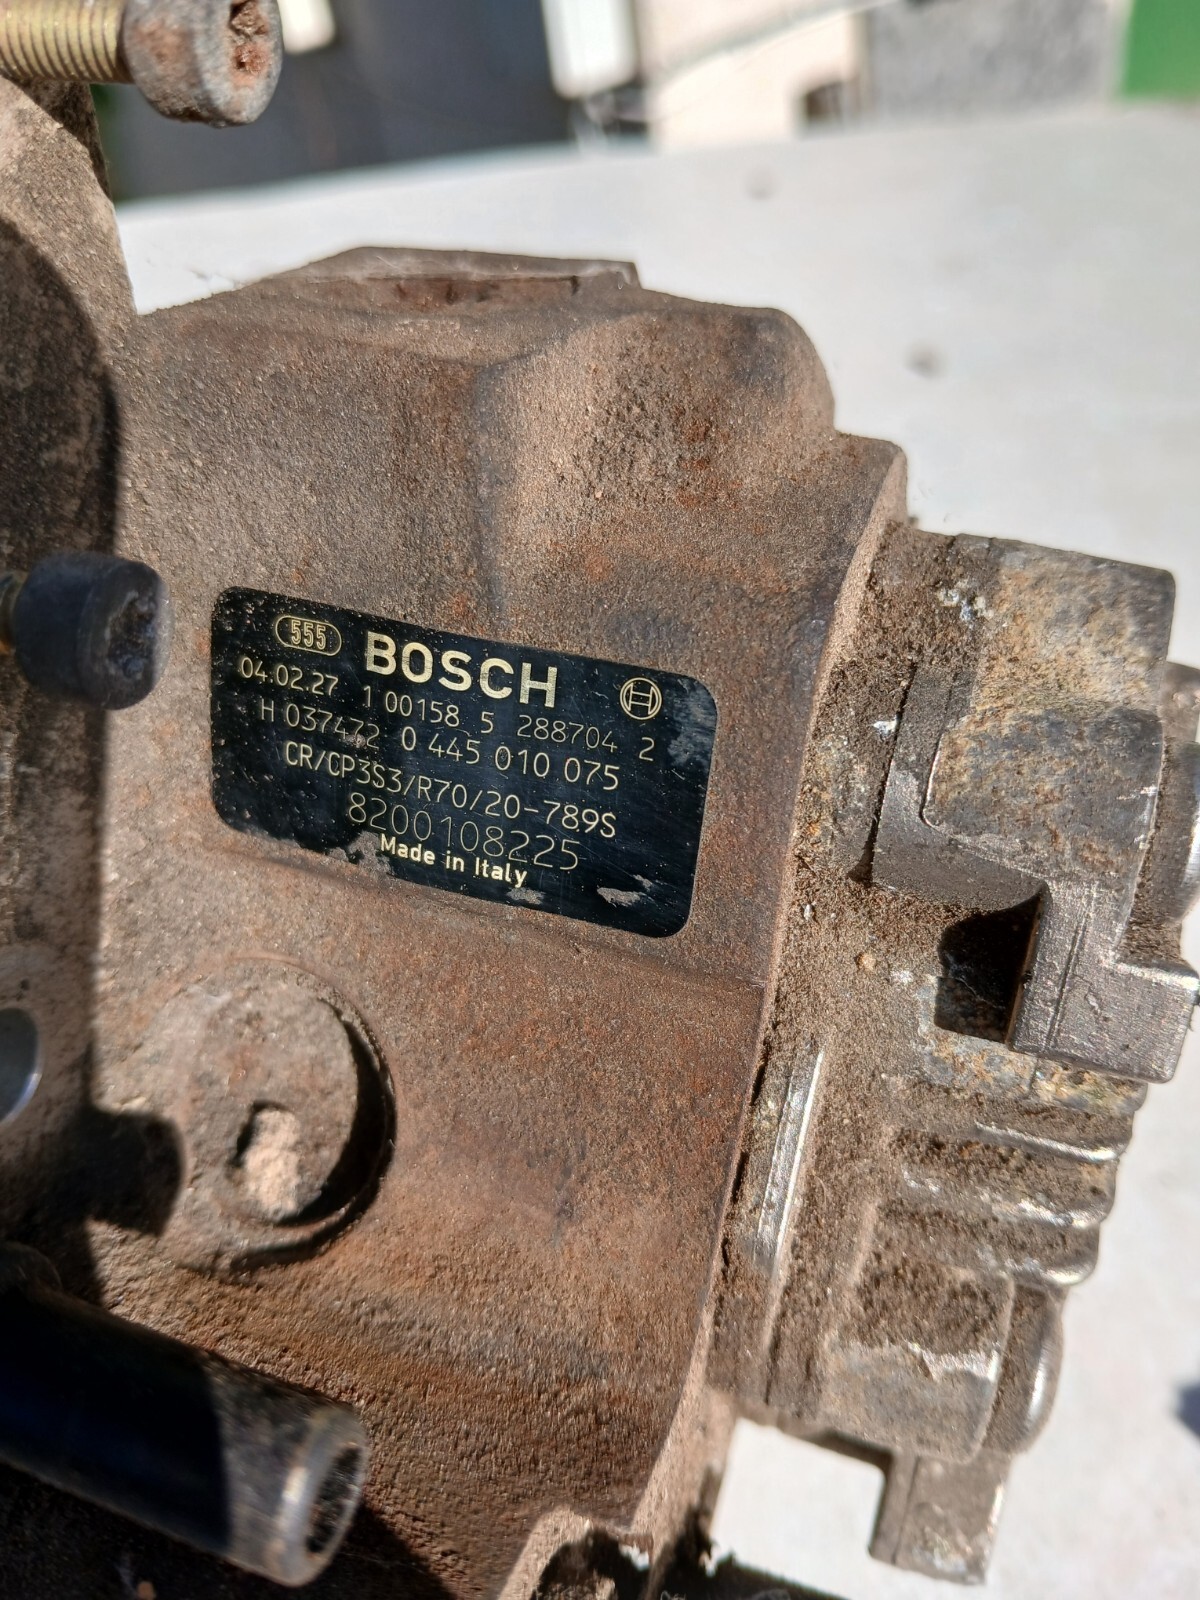 555 BOSCH
04.02.27 1 00158 5 288704 2
H 037472 0 445 010 075
CR/CP3S3/R70/20-789S
8200108225
Made in Italy